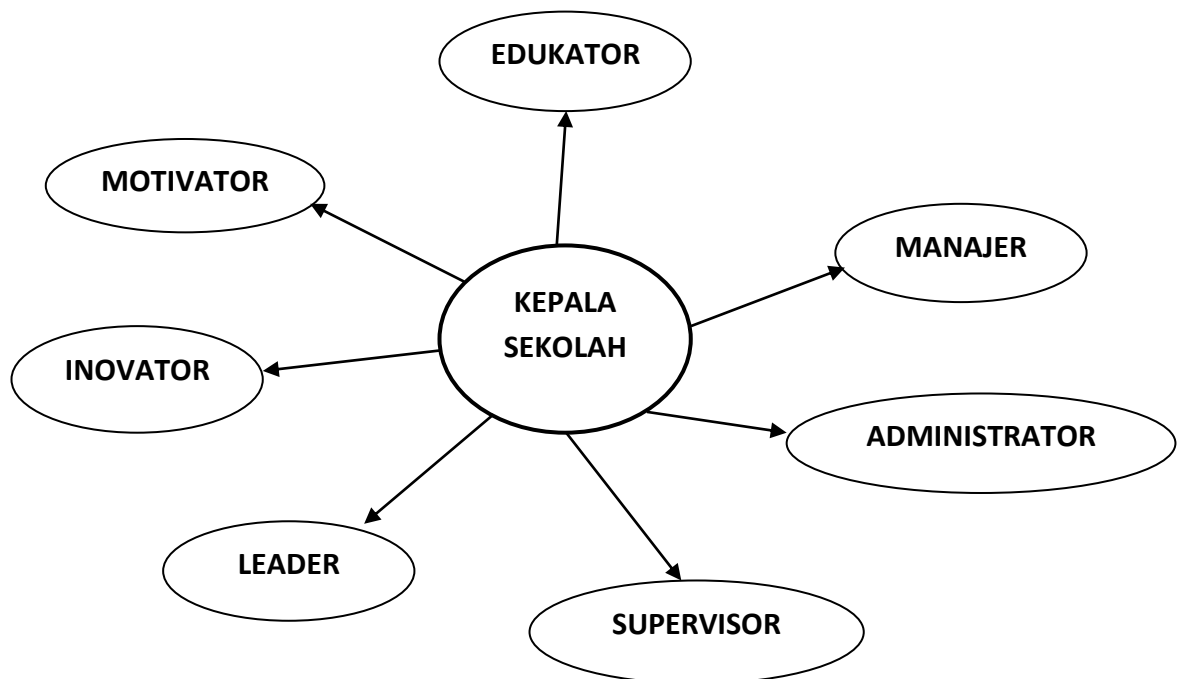 EDUKATOR
MOTIVATOR
MANAJER
KEPALA
SEKOLAH
INOVATOR
ADMINISTRATOR
LEADER
SUPERVISOR